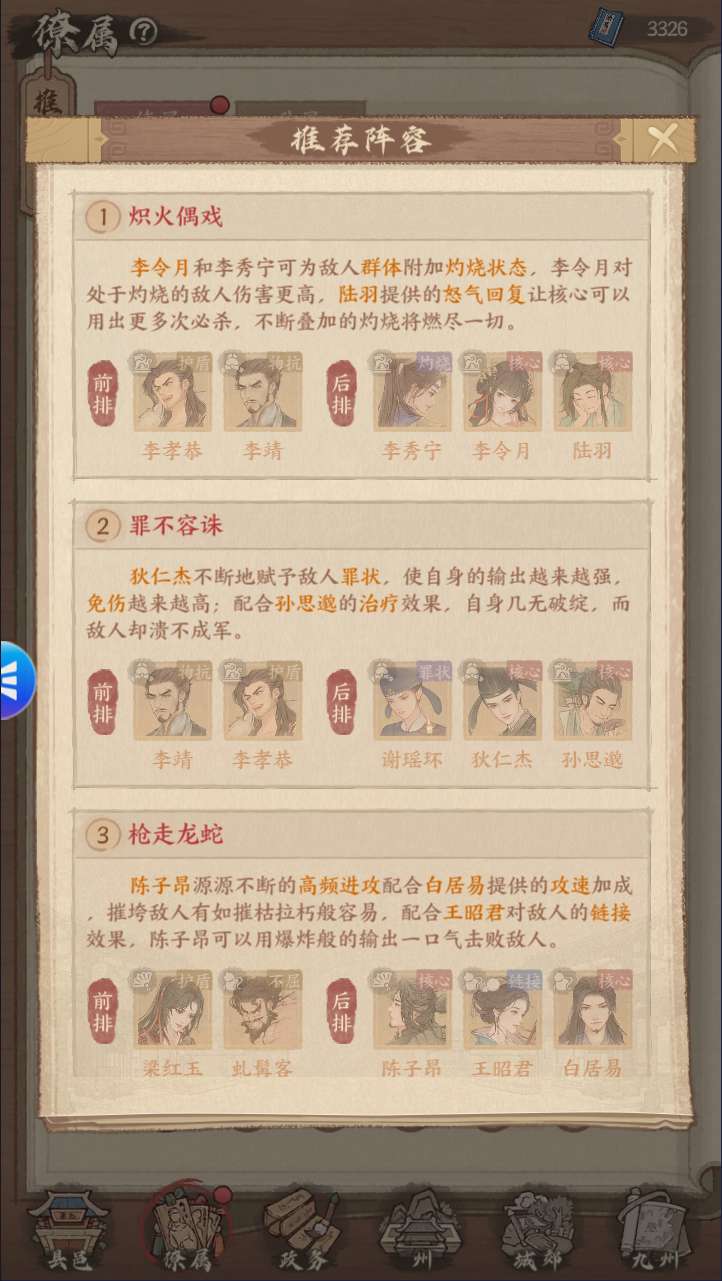 僚属?
3326
推
推荐阵容
1 炽火偶戏
李令月和李秀宁可为敌人群体附加灼烧状态，李令月对
处于灼烧的敌人伤害更高，陆羽提供的怒气回复让核心可以
用出更多次必杀，不断叠加的灼烧将燃尽一切。
前排
护盾
物抗
后排
灼烧
核心
核心
李孝恭
李靖
李秀宁
李令月
陆羽
2 罪不容诛
狄仁杰不断地赋予敌人罪状，使自身的输出越来越强，
免伤越来越高；配合孙思邈的治疗效果，自身几无破绽，而
敌人却溃不成军。
前排
物抗
护盾
后排
罪状
核心
核心
李靖
李孝恭
谢瑶环
狄仁杰
孙思邈
3 枪走龙蛇
陈子昂源源不断的高频进攻配合白居易提供的攻速加成
，摧垮敌人有如摧枯拉朽般容易，配合王昭君对敌人的链接
效果，陈子昂可以用爆炸般的输出一口气击败敌人。
前排
护盾
不屈
后排
核心
链接
核心
梁红玉
虬髯客
陈子昂
王昭君
白居易
县邑
僚属
政务
州
城郊
九州